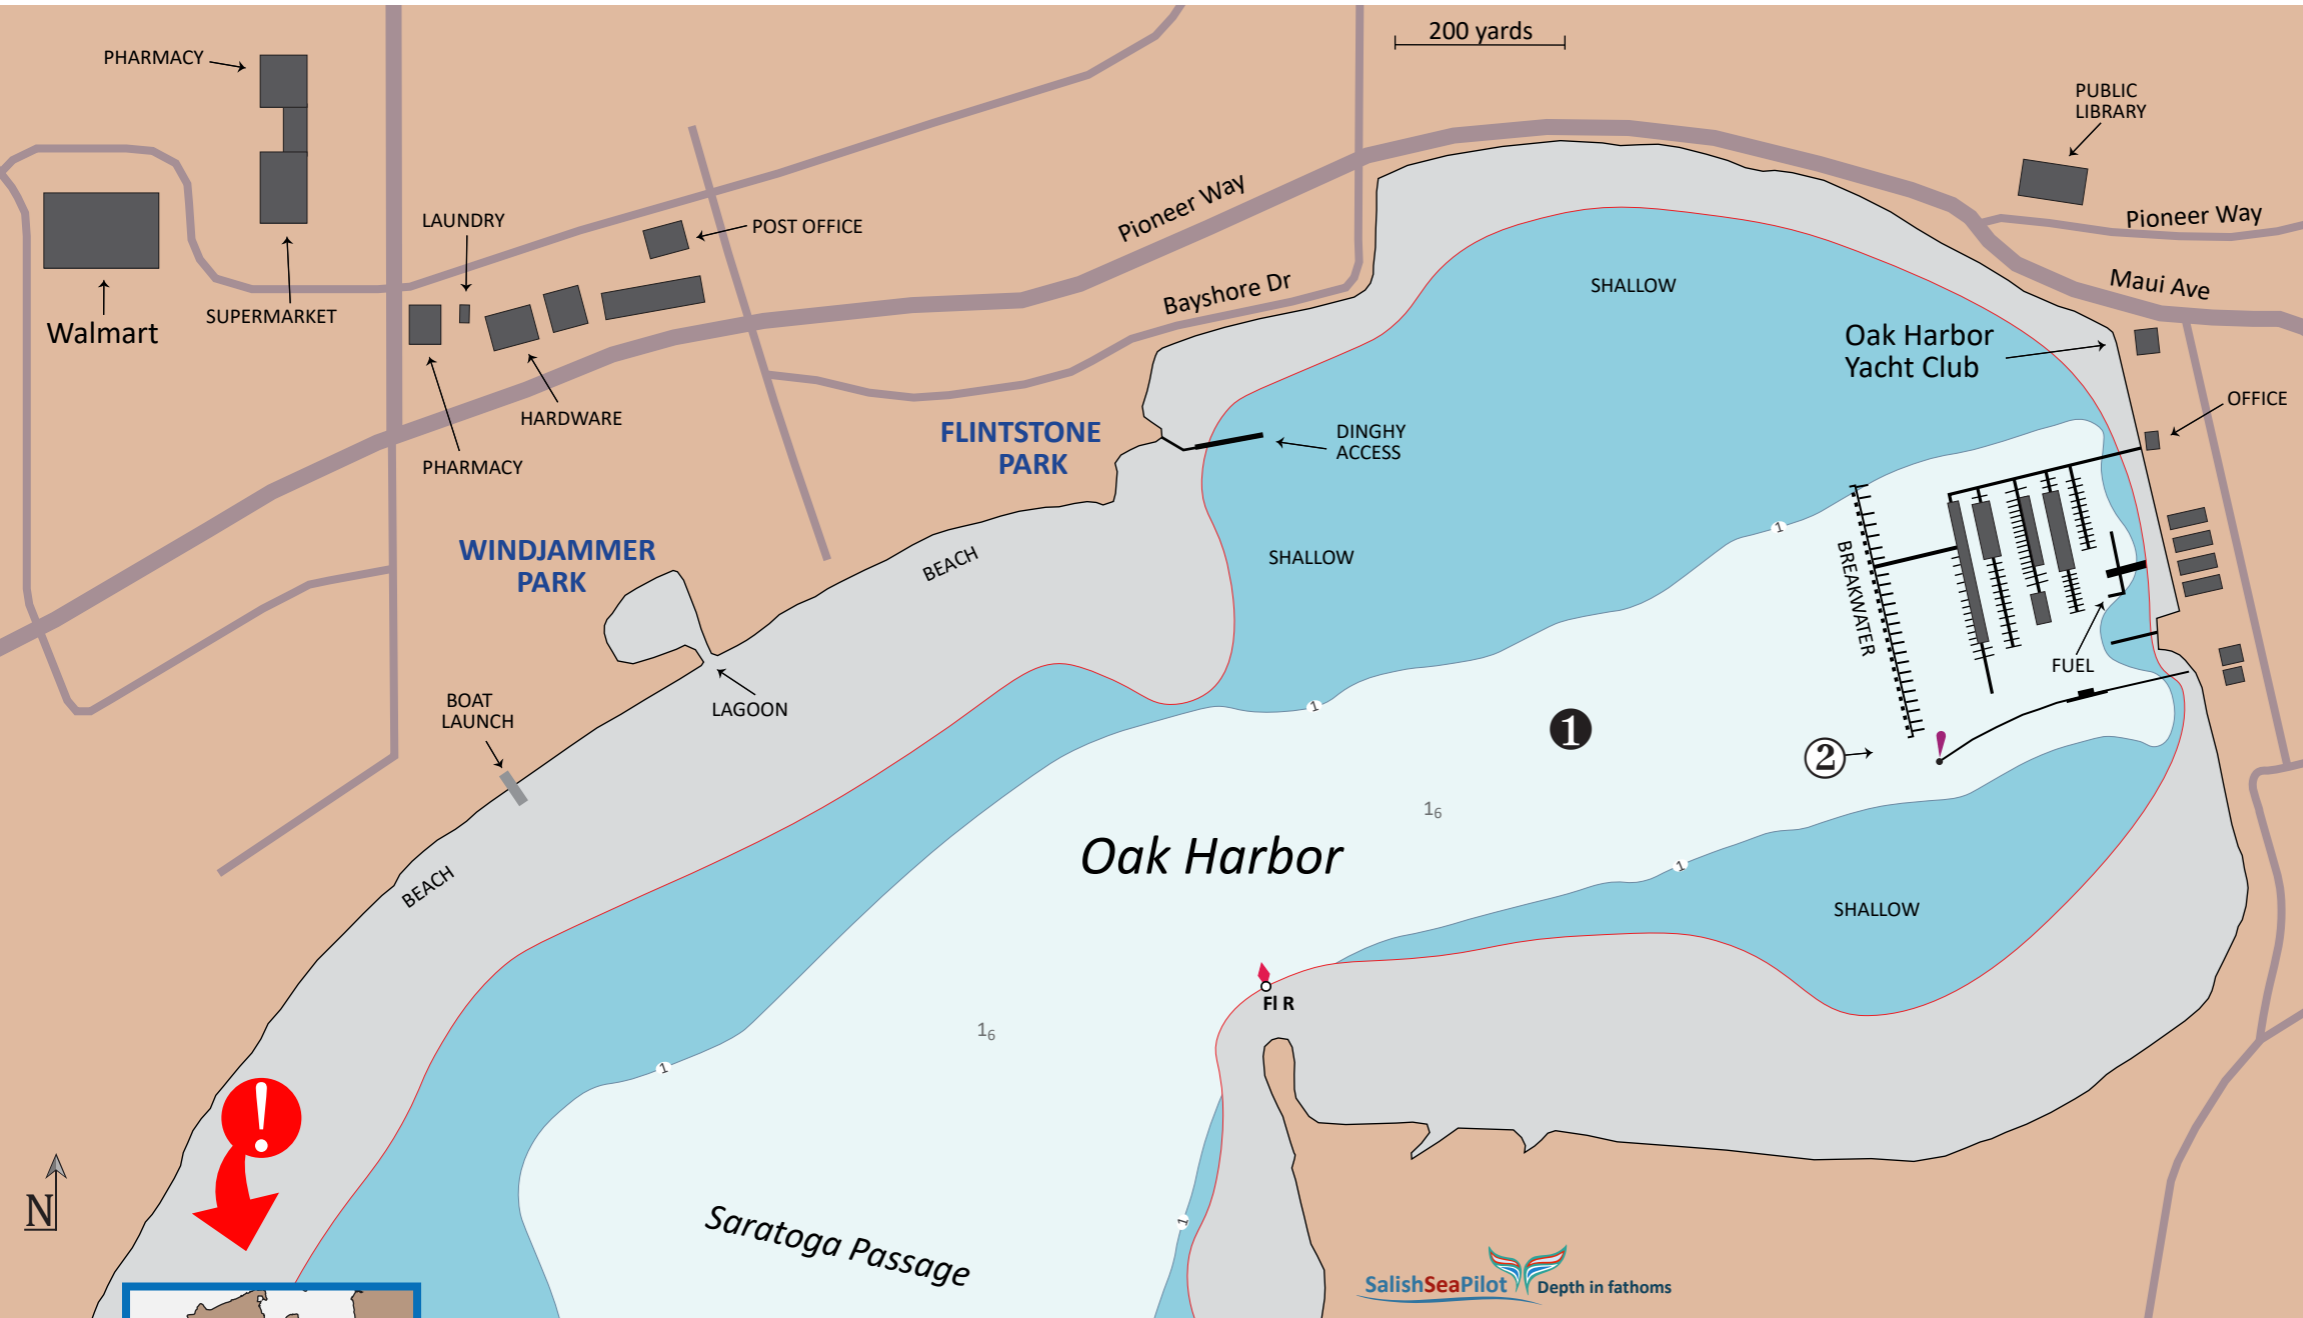 200 yards
PHARMACY
PUBLIC
LIBRARY
Pioneer Way
Pioneer Way
LAUNDRY
POST OFFICE
Bayshore Dr
SHALLOW
Maui Ave
SUPERMARKET
Walmart
Oak Harbor
Yacht Club
OFFICE
HARDWARE
PHARMACY
FLINTSTONE
PARK
DINGHY
ACCESS
WINDJAMMER
PARK
BEACH
SHALLOW
1
BREAKWATER
FUEL
BOAT
LAUNCH
LAGOON
1
1
2
16
Oak Harbor
BEACH
1
SHALLOW
Fl R
16
1
!
N
Saratoga Passage
1
SalishSeaPilot
Depth in fathoms